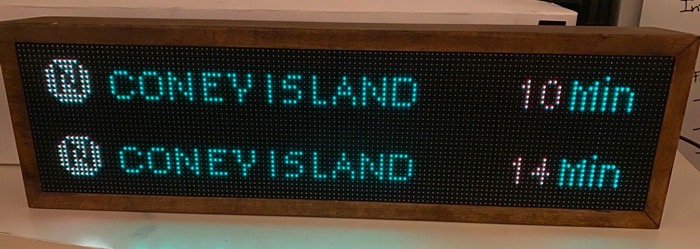 N CONEY ISLAND 10 Min
N CONEY ISLAND 14 Min